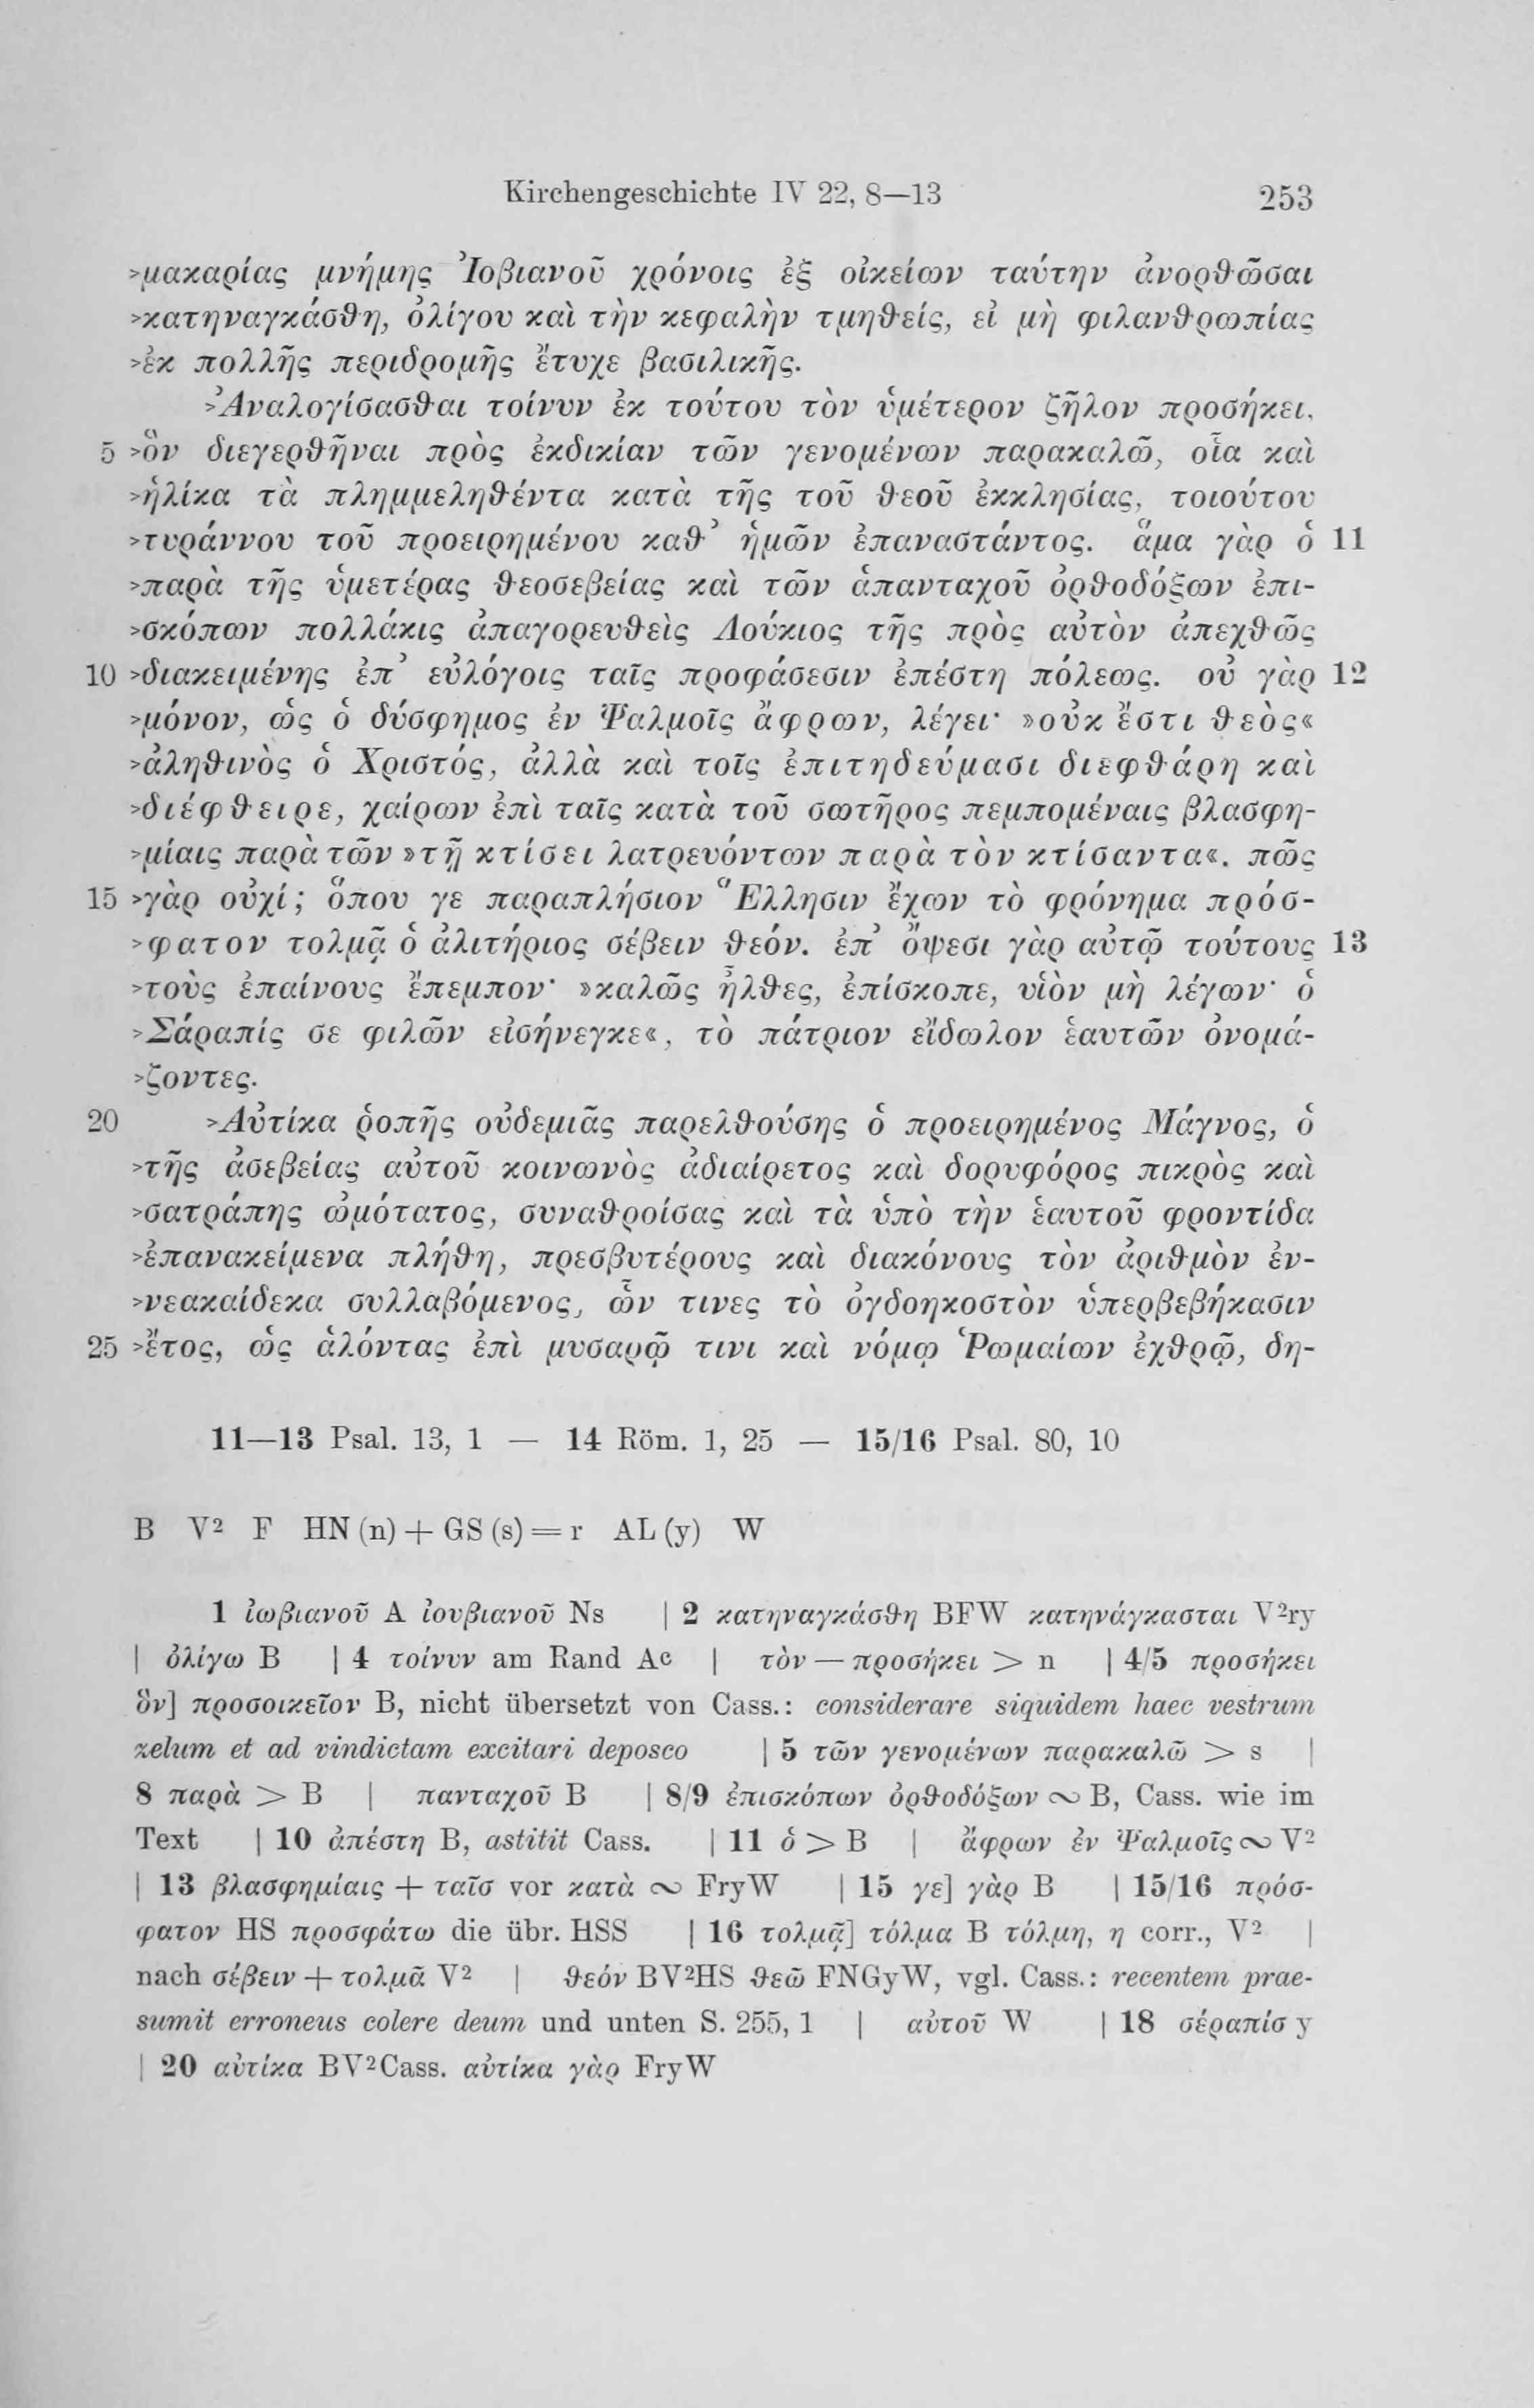 Kirchengeschichte IV 22, 8—13 253
>μακαρίας μνήμης Ἰοβιανοῦ χρόνοις ἐξ οἰκείων ταύτην ἀνορθῶσαι
>κατηναγκάσθη, ὀλίγου καὶ τὴν κεφαλὴν τμηθείς, εἰ μὴ φιλανθρωπίας
>ἐκ πολλῆς περιδρομῆς ἔτυχε βασιλικῆς.
>Ἀναλογίσασθαι τοίνυν ἐκ τούτου τὸν ὑμέτερον ζῆλον προσήκει,
5 >ὃν διεγερθῆναι πρὸς ἐκδικίαν τῶν γενομένων παρακαλῶ, οἷα καὶ
>ἡλίκα τὰ πλημμεληθέντα κατὰ τῆς τοῦ θεοῦ ἐκκλησίας, τοιούτου
>τυράννου τοῦ προειρημένου καθ’ ἡμῶν ἐπαναστάντος. ἅμα γὰρ ὁ 11
>παρὰ τῆς ὑμετέρας θεοσεβείας καὶ τῶν ἁπανταχοῦ ὀρθοδόξων ἐπι-
>σκόπων πολλάκις ἀπαγορευθεὶς Λούκιος τῆς πρὸς αὐτὸν ἀπεχθῶς
10 >διακειμένης ἐπ’ εὐλόγοις ταῖς προφάσεσιν ἐπέστη πόλεως. οὐ γὰρ 12
>μόνον, ὡς ὁ δύσφημος ἐν Ψαλμοῖς ἄφρων, λέγει· »οὐκ ἔστι θεὸς«
>ἀληθινὸς ὁ Χριστός, ἀλλὰ καὶ τοῖς ἐπιτηδεύμασι διεφθάρη καὶ
>διέφθειρε, χαίρων ἐπὶ ταῖς κατὰ τοῦ σωτῆρος πεμπομέναις βλασφη-
>μίαις παρὰ τῶν »τῇ κτίσει λατρευόντων παρὰ τὸν κτίσαντα«. πῶς
15 >γὰρ οὐχί; ὅπου γε παραπλήσιον Ἕλλησιν ἔχων τὸ φρόνημα πρόσ-
>φατον τολμᾷ ὁ ἀλιτήριος σέβειν θεόν. ἐπ’ ὄψεσι γὰρ αὐτῷ τούτους 13
>τοὺς ἐπαίνους ἔπεμπον· »καλῶς ἦλθες, ἐπίσκοπε, υἱὸν μὴ λέγων· ὁ
>Σάραπίς σε φιλῶν εἰσήνεγκε«, τὸ πάτριον εἴδωλον ἑαυτῶν ὀνομά-
>ζοντες.
20 >Αὐτίκα ῥοπῆς οὐδεμιᾶς παρελθούσης ὁ προειρημένος Μάγνος, ὁ
>τῆς ἀσεβείας αὐτοῦ κοινωνὸς ἀδιαίρετος καὶ δορυφόρος πικρὸς καὶ
>σατράπης ὠμότατος, συναθροίσας καὶ τὰ ὑπὸ τὴν ἑαυτοῦ φροντίδα
>ἐπανακείμενα πλήθη, πρεσβυτέρους καὶ διακόνους τὸν ἀριθμὸν ἐν-
>νεακαίδεκα συλλαβόμενος, ὧν τινες τὸ ὀγδοηκοστὸν ὑπερβεβήκασιν
25 >ἔτος, ὡς ἁλόντας ἐπὶ μυσαρῷ τινι καὶ νόμῳ Ῥωμαίων ἐχθρῷ, δη-
11—13 Psal. 13, 1 — 14 Röm. 1, 25 — 15/16 Psal. 80, 10
B V² F HN (n) + GS (s) = r AL (y) W
1 ἰωβιανοῦ A ἰουβιανοῦ Ns | 2 κατηναγκάσθη BFW κατηνάγκασται V²ry
| ὀλίγω B | 4 τοίνυν am Rand Aᶜ | τὸν — προσήκει > n | 4/5 προσήκει
ὃν] προσοικεῖον B, nicht übersetzt von Cass.: considerare siquidem haec vestrum
zelum et ad vindictam excitari deposco | 5 τῶν γενομένων παρακαλῶ > s |
8 παρὰ > B | πανταχοῦ B | 8/9 ἐπισκόπων ὀρθοδόξων ∾ B, Cass. wie im
Text | 10 ἀπέστη B, astitit Cass. | 11 ὁ > B | ἄφρων ἐν Ψαλμοῖς ∾ V²
| 13 βλασφημίαις + ταῖσ vor κατὰ ∾ FryW | 15 γε] γὰρ B | 15/16 πρόσ-
φατον HS προσφάτω die übr. HSS | 16 τολμᾷ] τόλμα B τόλμη, η corr., V² |
nach σέβειν + τολμᾶ V² | θεόν BV²HS θεῶ FNGyW, vgl. Cass.: recentem prae-
sumit erroneus colere deum und unten S. 255, 1 | αὐτοῦ W | 18 σέραπίσ y
| 20 αὐτίκα BV²Cass. αὐτίκα γὰρ FryW